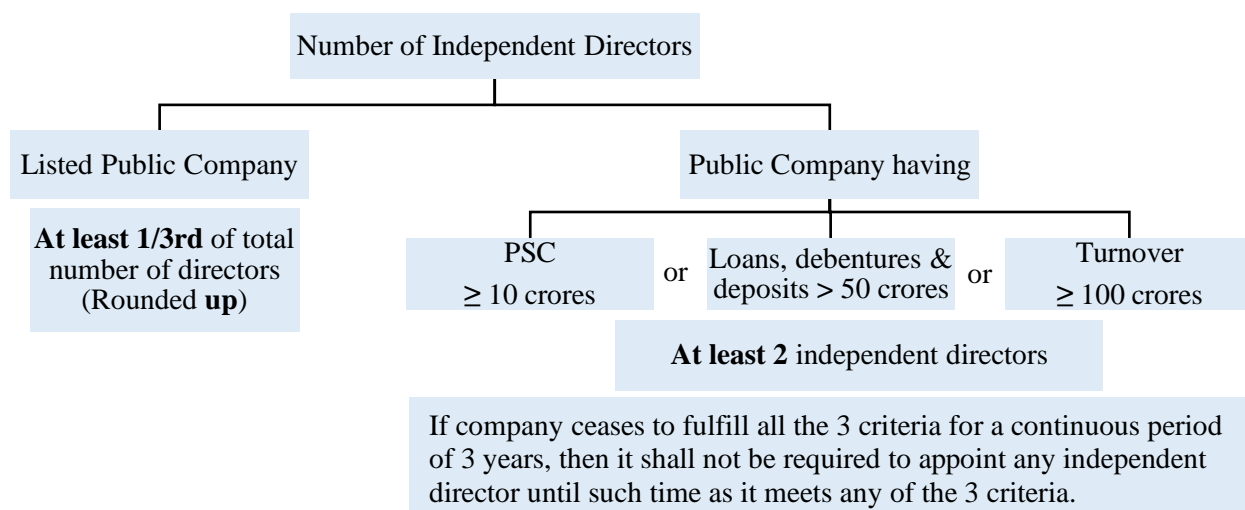 Number of Independent Directors
Listed Public Company
Public Company having
At least 1/3rd of total
number of directors
(Rounded up)
PSC
≥ 10 crores
or
Loans, debentures &
deposits > 50 crores
or
Turnover
≥ 100 crores
At least 2 independent directors
If company ceases to fulfill all the 3 criteria for a continuous period
of 3 years, then it shall not be required to appoint any independent
director until such time as it meets any of the 3 criteria.